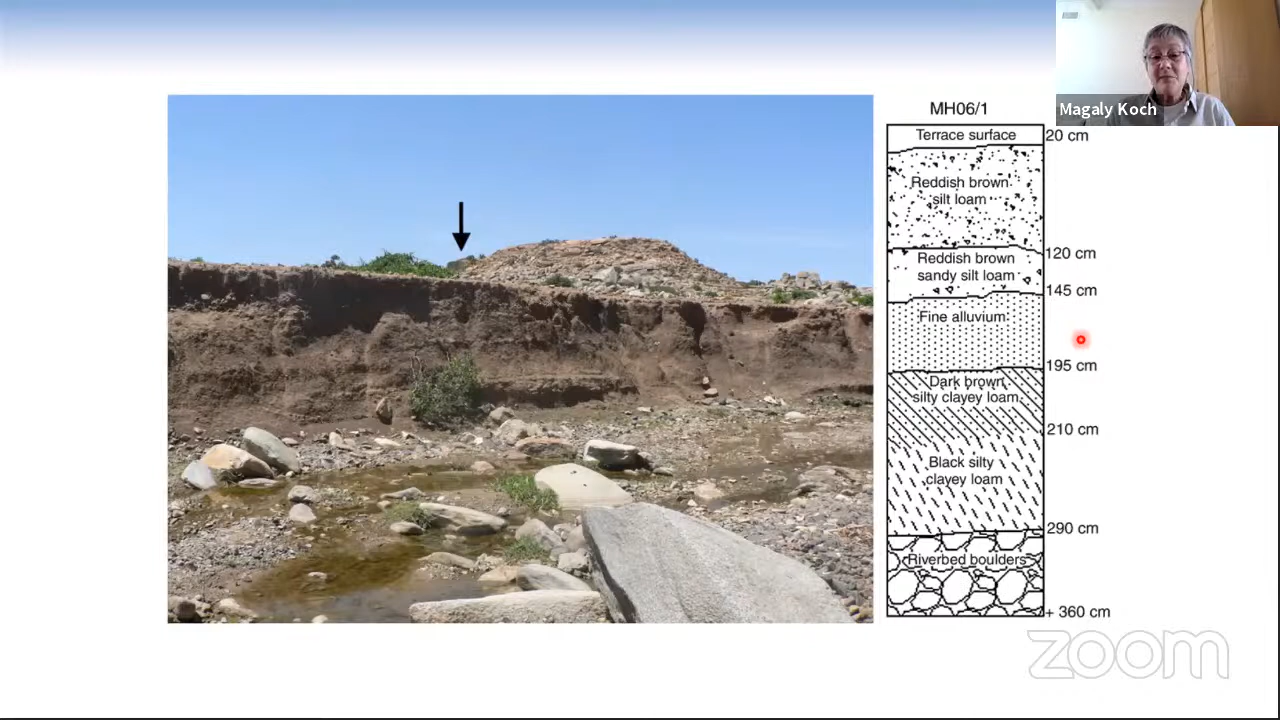 Magaly Koch
MH06/1
Terrace surface
20 cm
Reddish brown
silt loam
120 cm
Reddish brown
sandy silt loam
145 cm
Fine alluvium
195 cm
Dark brown
silty clayey loam
210 cm
Black silty
clayey loam
290 cm
Riverbed boulders
+ 360 cm
zoom